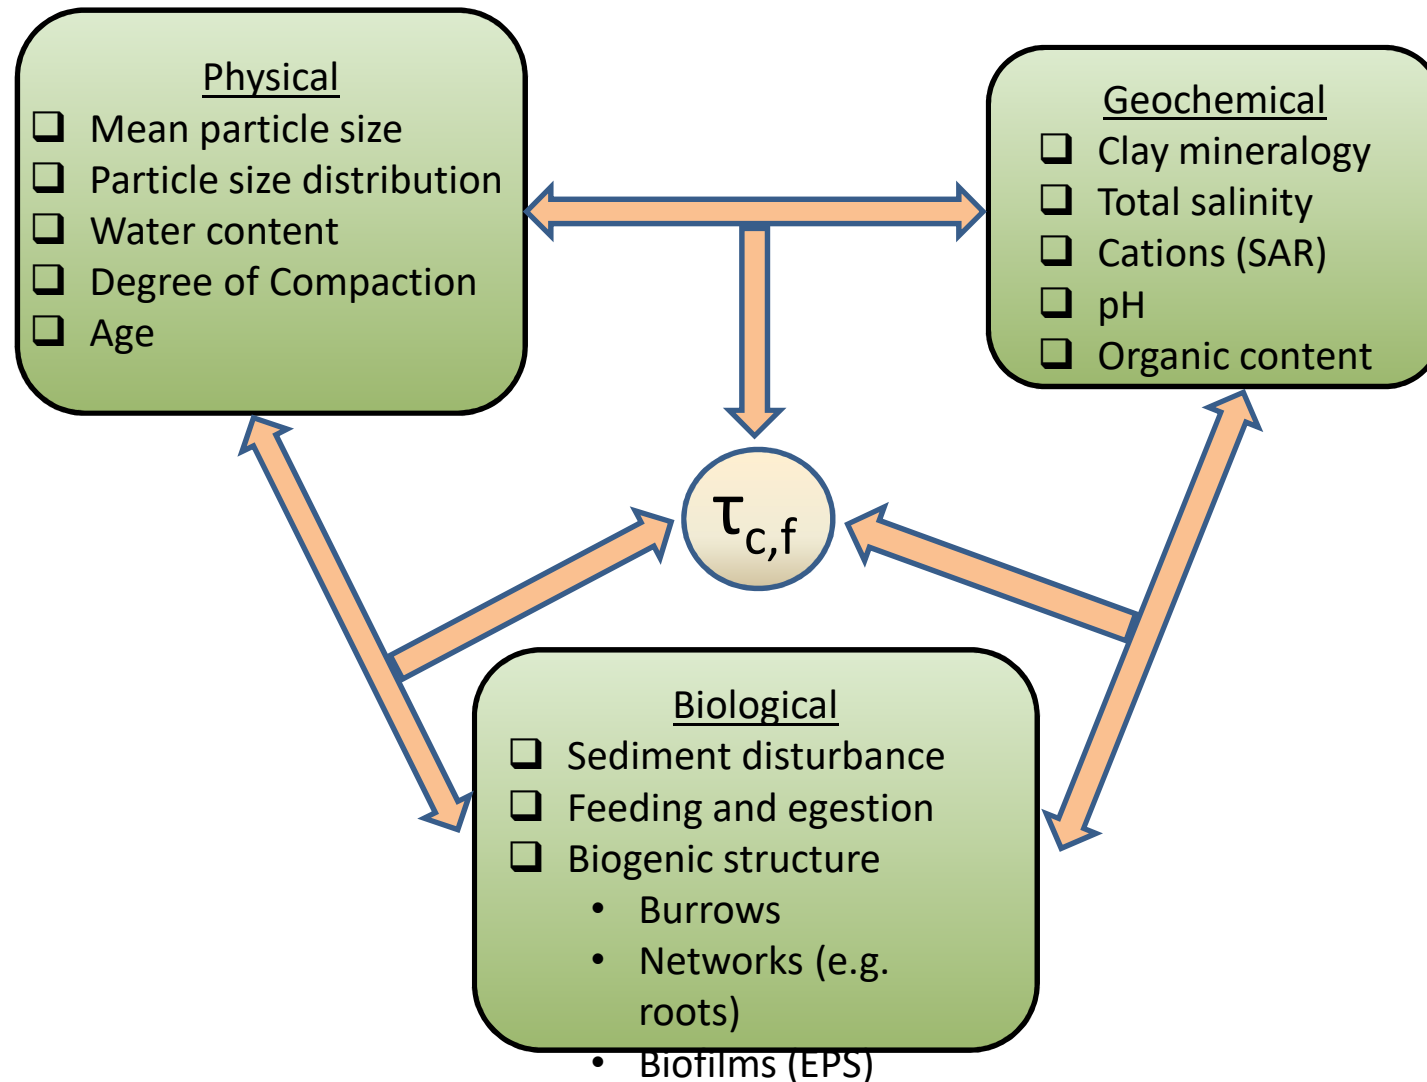 Physical
❑ Mean particle size
❑ Particle size distribution
❑ Water content
❑ Degree of Compaction
❑ Age
Geochemical
❑ Clay mineralogy
❑ Total salinity
❑ Cations (SAR)
❑ pH
❑ Organic content
τc,f
Biological
❑ Sediment disturbance
❑ Feeding and egestion
❑ Biogenic structure
• Burrows
• Networks (e.g.
roots)
• Biofilms (EPS)